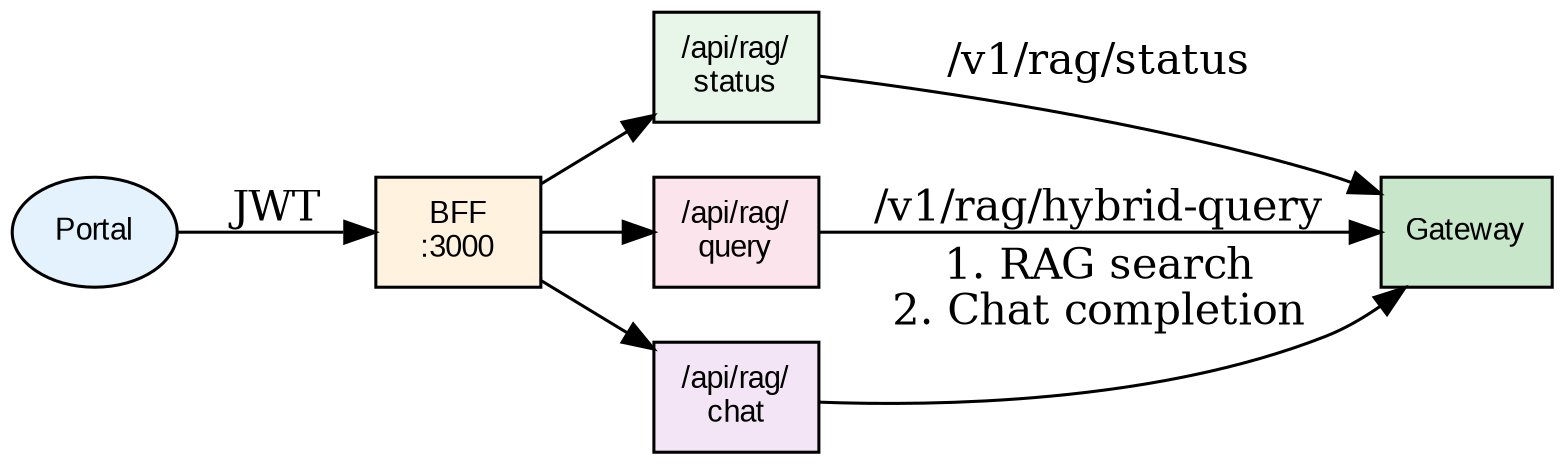 Portal
JWT
BFF
:3000
/api/rag/
status
/v1/rag/status
/api/rag/
query
/v1/rag/hybrid-query
1. RAG search
2. Chat completion
/api/rag/
chat
Gateway